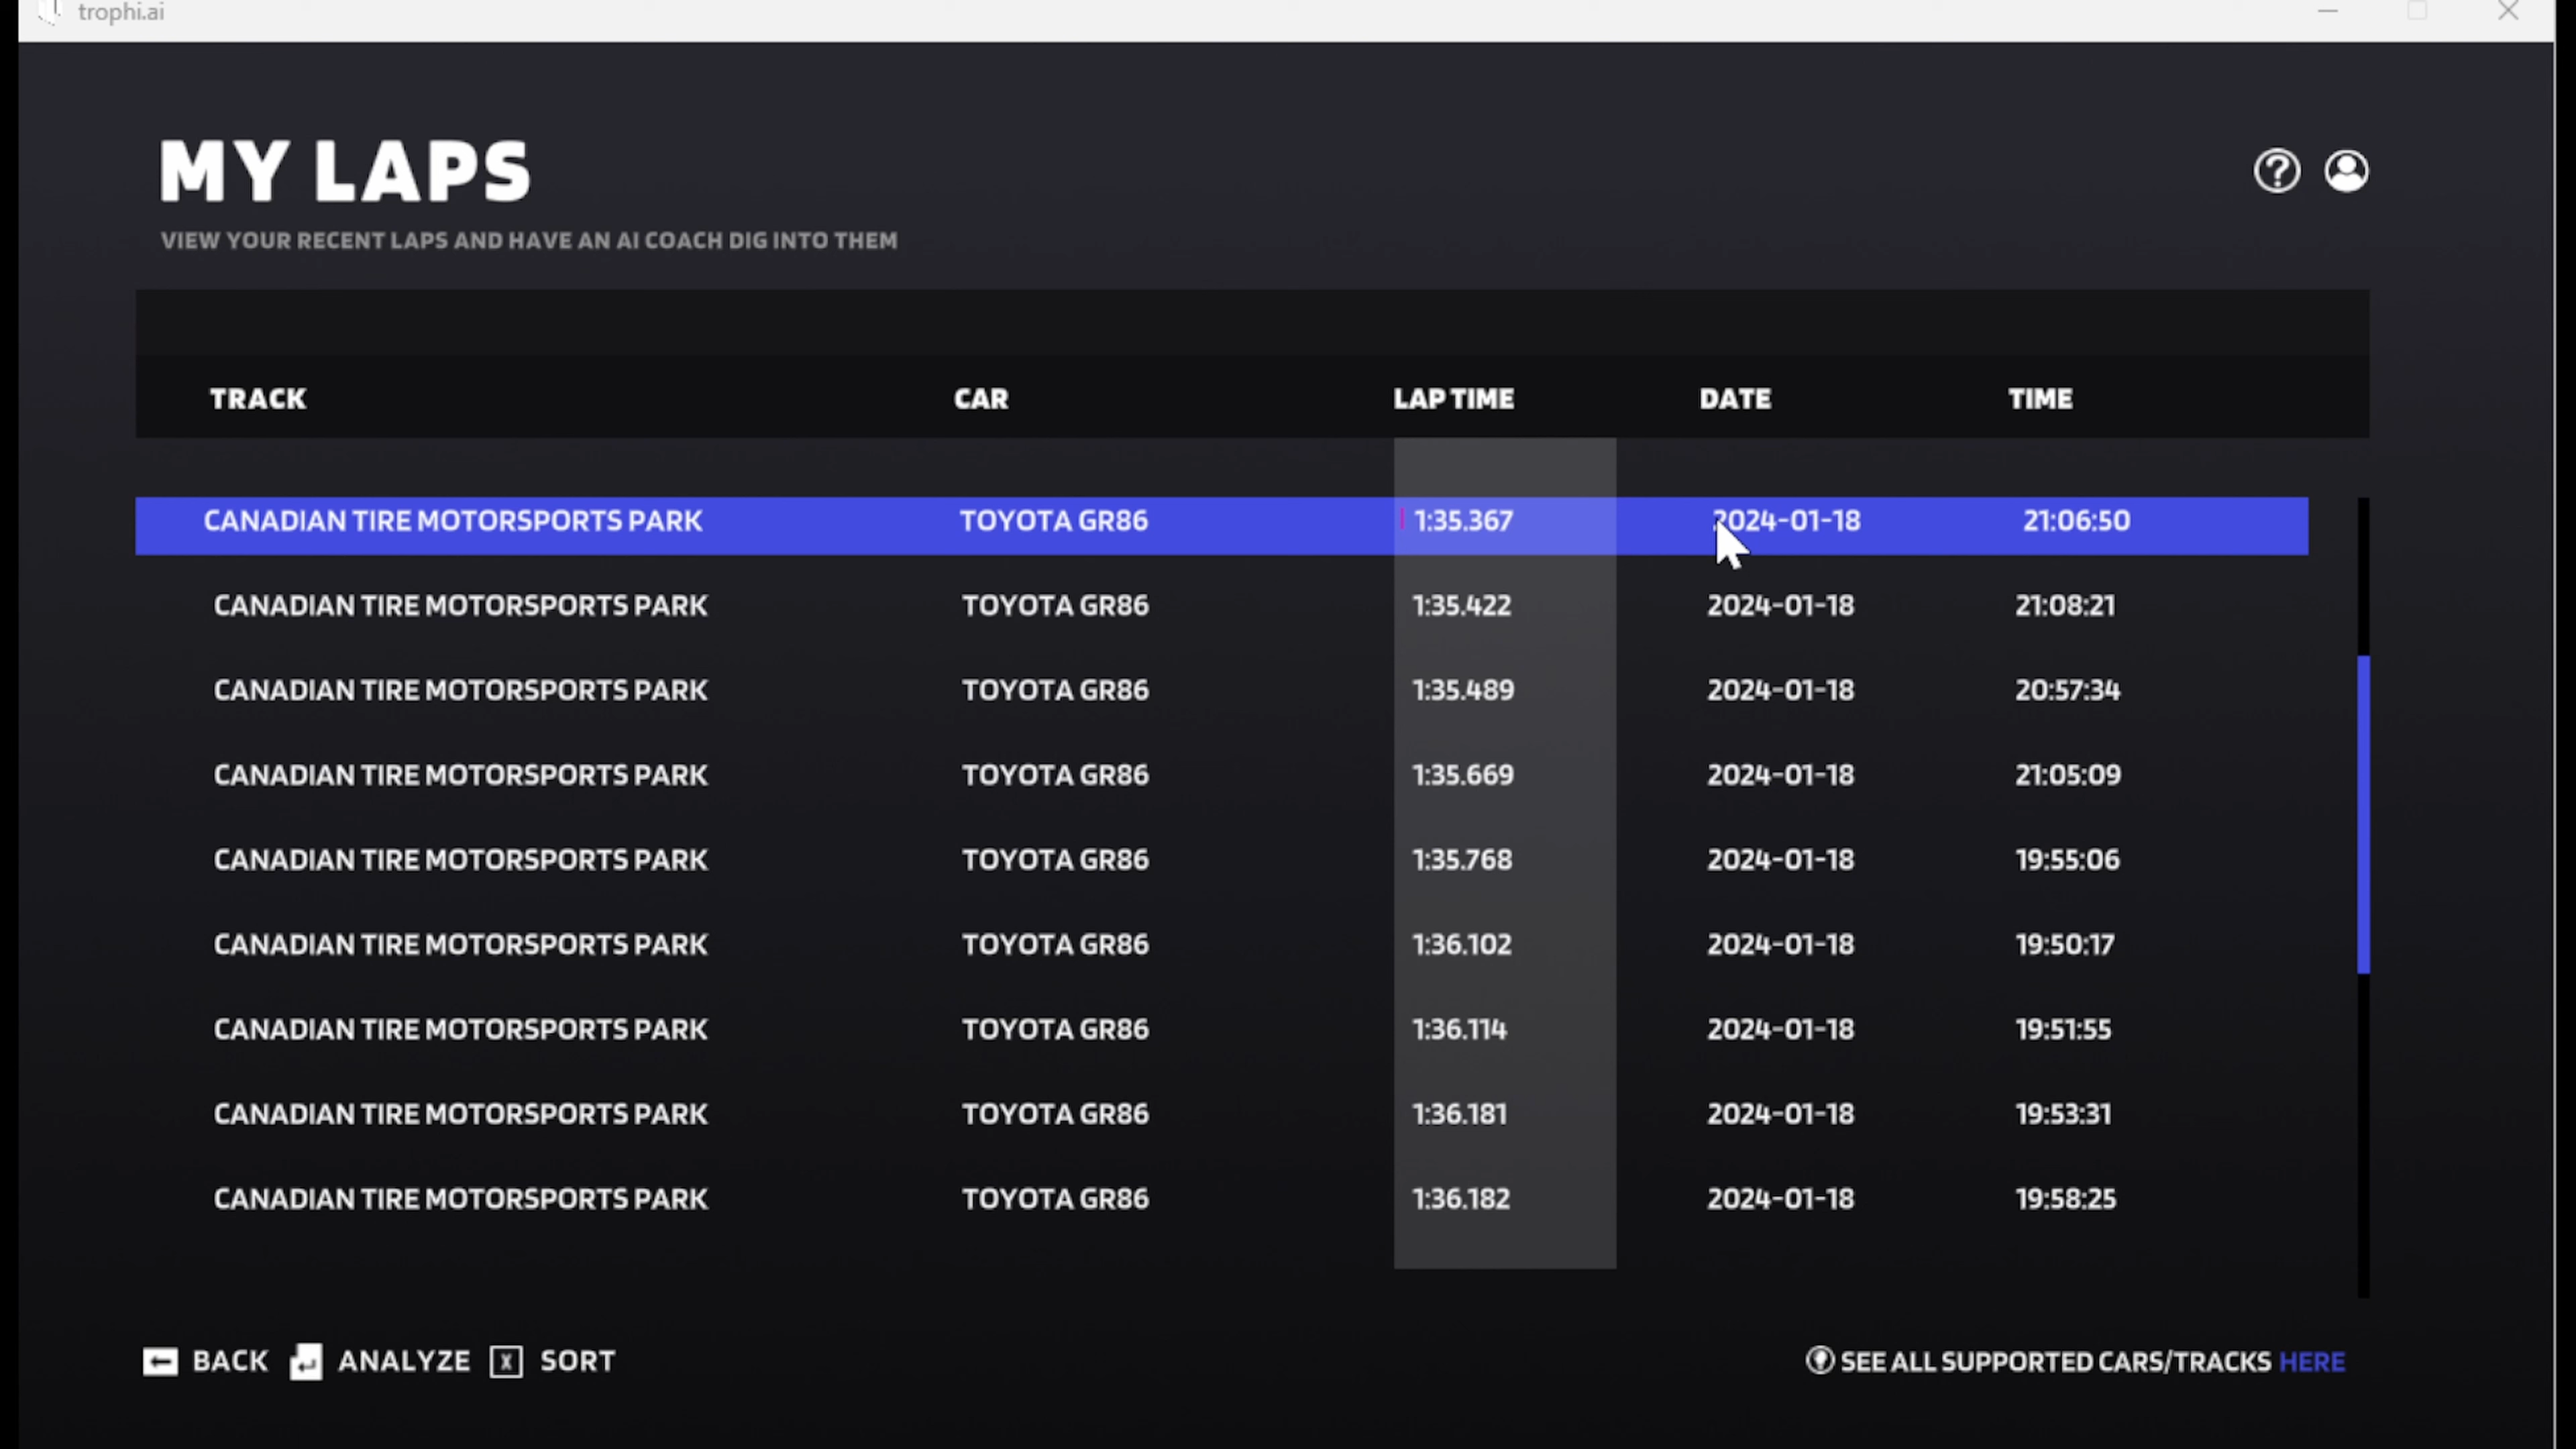 trophi.ai
MY LAPS
VIEW YOUR RECENT LAPS AND HAVE AN AI COACH DIG INTO THEM
TRACK CAR LAP TIME DATE TIME
CANADIAN TIRE MOTORSPORTS PARK TOYOTA GR86 1:35.367 2024-01-18 21:06:50
CANADIAN TIRE MOTORSPORTS PARK TOYOTA GR86 1:35.422 2024-01-18 21:08:21
CANADIAN TIRE MOTORSPORTS PARK TOYOTA GR86 1:35.489 2024-01-18 20:57:34
CANADIAN TIRE MOTORSPORTS PARK TOYOTA GR86 1:35.669 2024-01-18 21:05:09
CANADIAN TIRE MOTORSPORTS PARK TOYOTA GR86 1:35.768 2024-01-18 19:55:06
CANADIAN TIRE MOTORSPORTS PARK TOYOTA GR86 1:36.102 2024-01-18 19:50:17
CANADIAN TIRE MOTORSPORTS PARK TOYOTA GR86 1:36.114 2024-01-18 19:51:55
CANADIAN TIRE MOTORSPORTS PARK TOYOTA GR86 1:36.181 2024-01-18 19:53:31
CANADIAN TIRE MOTORSPORTS PARK TOYOTA GR86 1:36.182 2024-01-18 19:58:25
BACK ANALYZE X SORT SEE ALL SUPPORTED CARS/TRACKS HERE